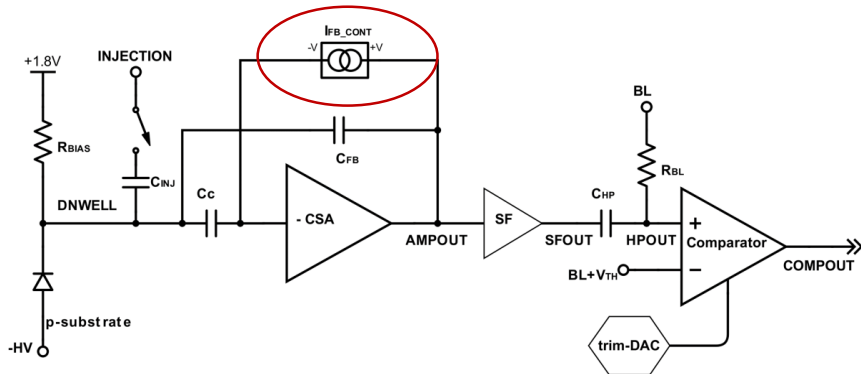 IFB_CONT
-V
+V
+1.8V
INJECTION
BL
RBIAS
CFB
RBL
CINJ
Cc
CHP
DNWELL
- CSA
SF
+
Comparator
AMPOUT
SFOUT
HPOUT
COMPOUT
BL+VTH
−
p-substrate
trim-DAC
-HV